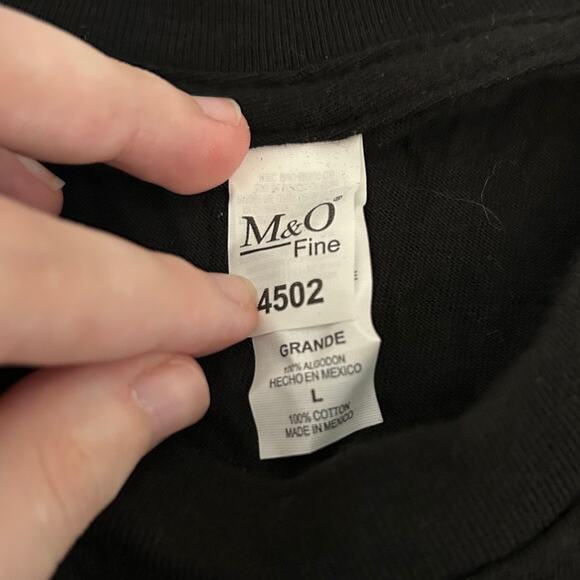 M&O®
Fine
4502
GRANDE
100% ALGODON
HECHO EN MEXICO
L
100% COTTON
MADE IN MEXICO